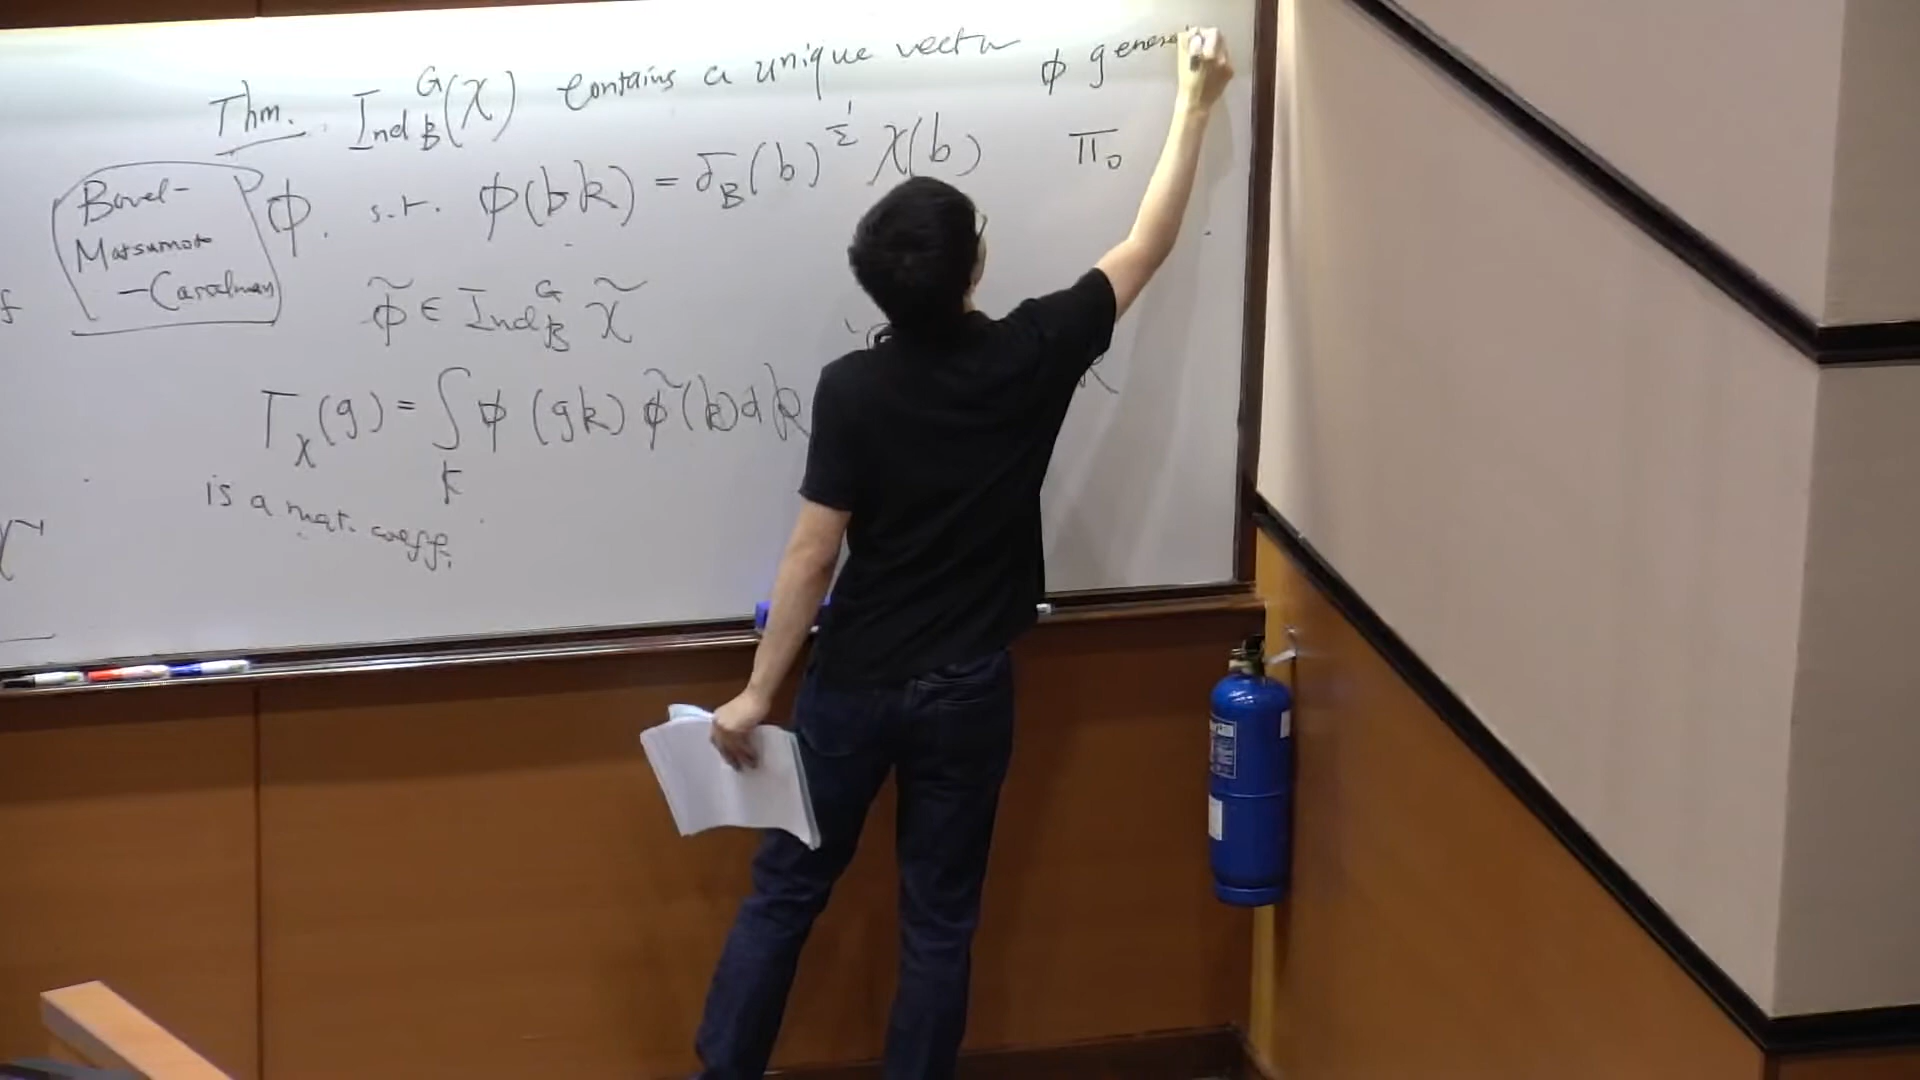 Thm. Ind_B^G(χ) contains a unique vector
φ. s.t. φ(bk) = δ_B(b)^{1/2} χ(b)
φ̃ ∈ Ind_B^G χ̃
T_χ(g) = ∫_K φ(gk) φ̃(k) dk
is a mat. coeff.
φ
π_0
Borel-
Matsumoto
-Casselman